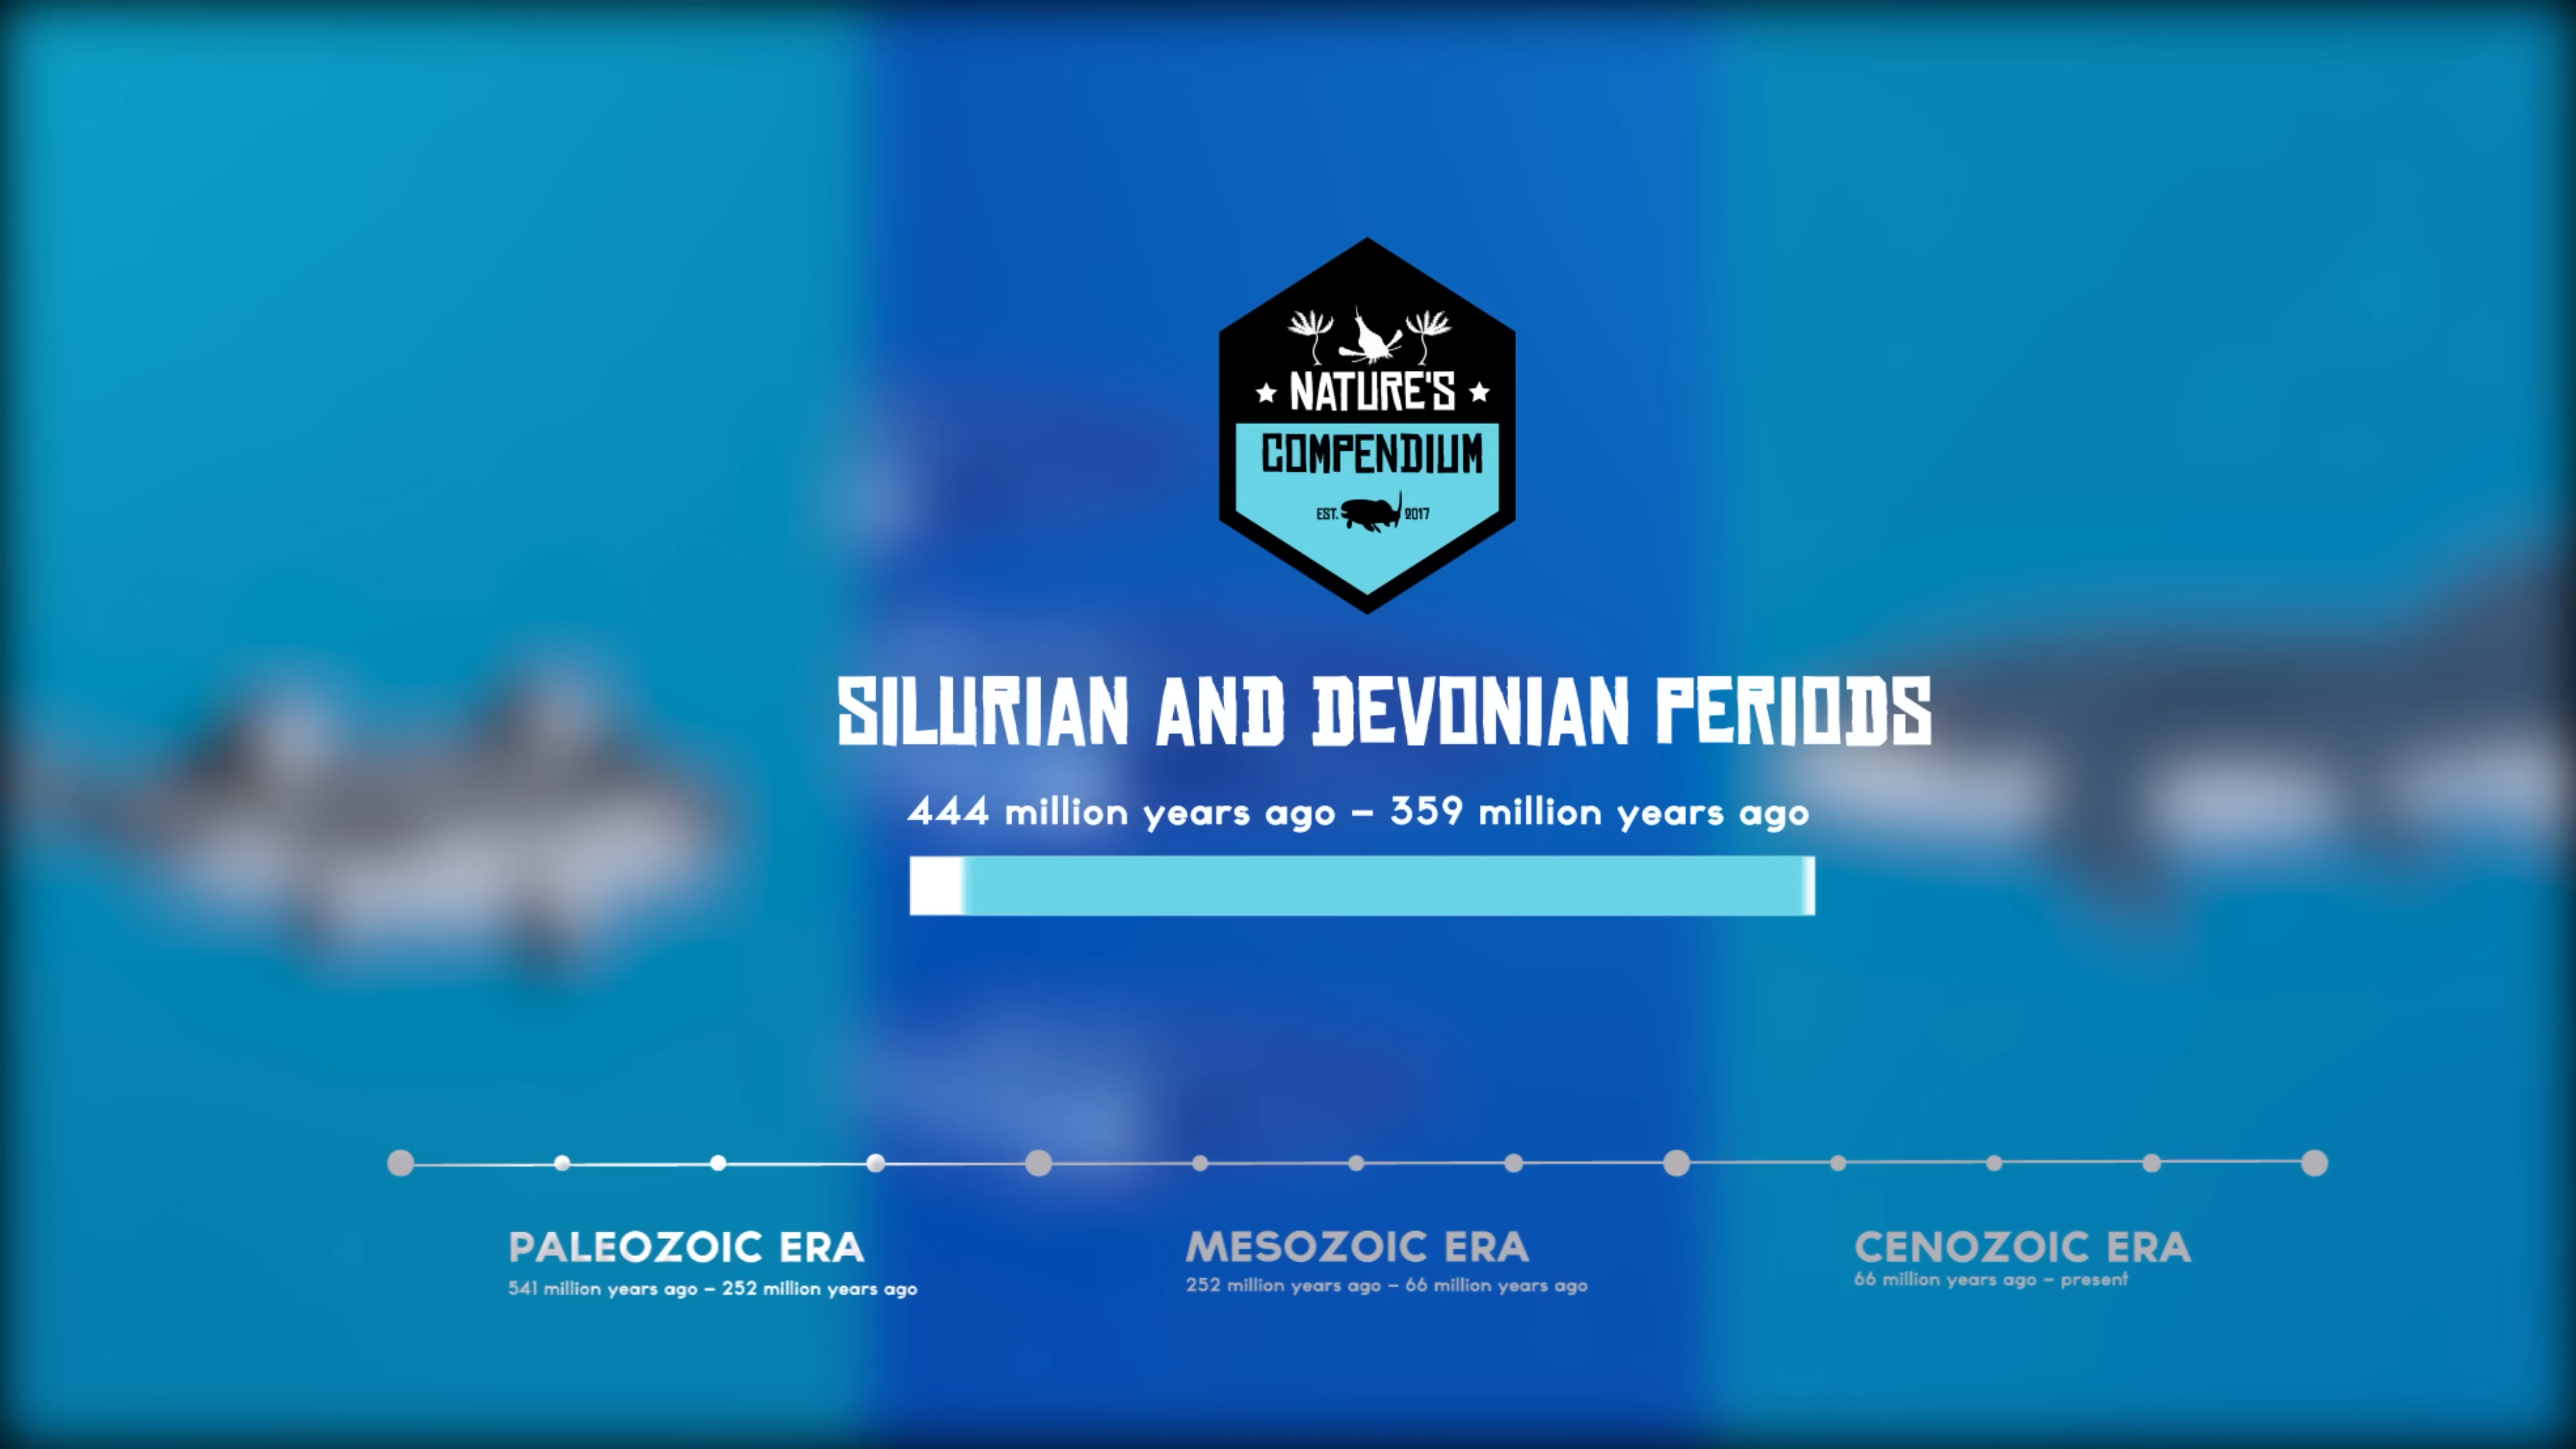 NATURE'S
COMPENDIUM
EST. 2017
SILURIAN AND DEVONIAN PERIODS
444 million years ago – 359 million years ago
PALEOZOIC ERA
541 million years ago – 252 million years ago
MESOZOIC ERA
252 million years ago – 66 million years ago
CENOZOIC ERA
66 million years ago – present